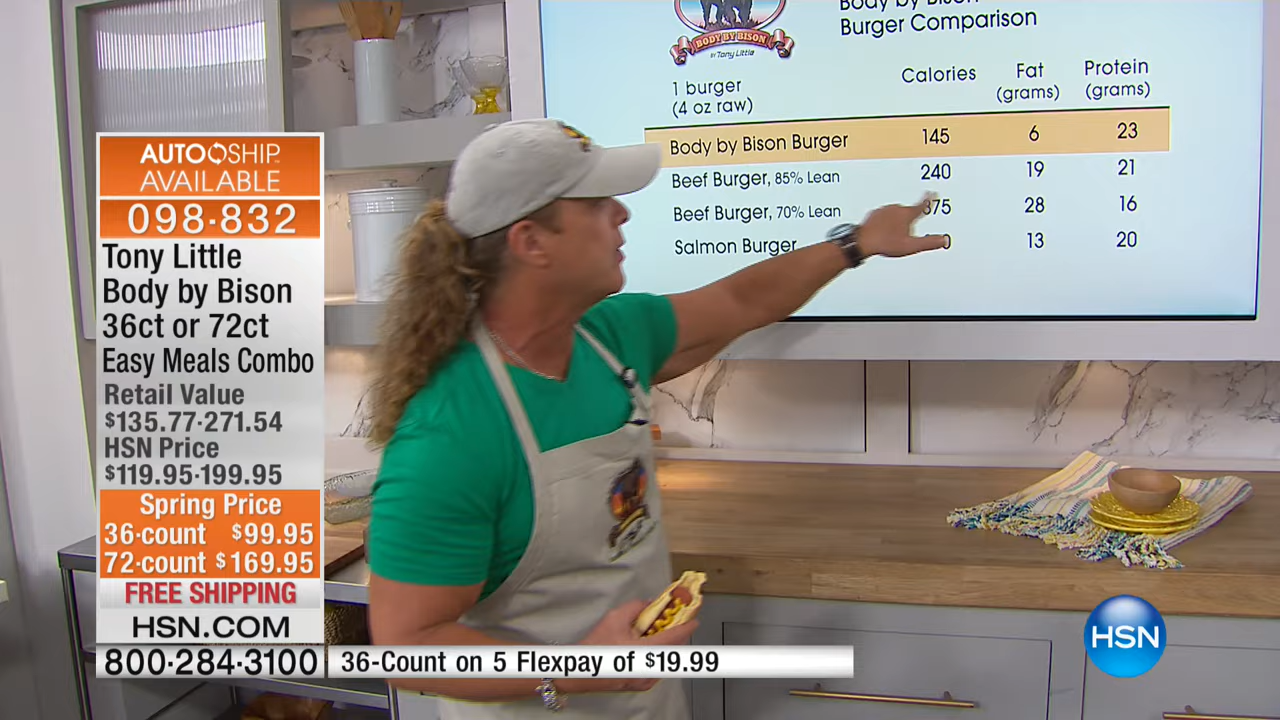 AUTOSHIP
AVAILABLE
098-832
Tony Little
Body by Bison
36ct or 72ct
Easy Meals Combo
Retail Value
$135.77-271.54
HSN Price
$119.95-199.95
Spring Price
36-count $99.95
72-count $169.95
FREE SHIPPING
HSN.COM
800-284-3100
36-Count on 5 Flexpay of $19.99
BODY BY BISON
BY Tony Little
Body by Bison
Burger Comparison
1 burger
(4 oz raw)
Calories Fat (grams) Protein (grams)
Body by Bison Burger 145 6 23
Beef Burger, 85% Lean 240 19 21
Beef Burger, 70% Lean 28 16
Salmon Burger 13 20
HSN